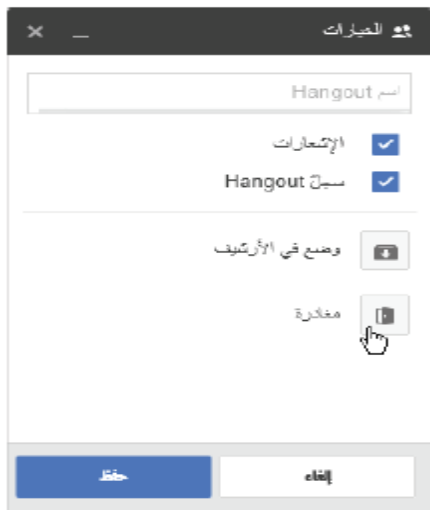 الخيارات
اسم Hangout
الإشعارات
سجلّ Hangout
وضع في الأرشيف
مغادرة
إلغاء
حفظ